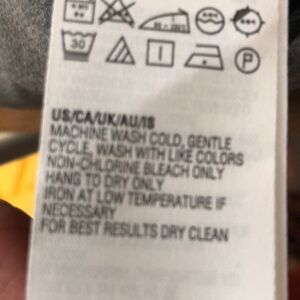 30
P
US/CA/UK/AU/IS
MACHINE WASH COLD, GENTLE
CYCLE, WASH WITH LIKE COLORS
NON-CHLORINE BLEACH ONLY
HANG TO DRY ONLY
IRON AT LOW TEMPERATURE IF
NECESSARY
FOR BEST RESULTS DRY CLEAN